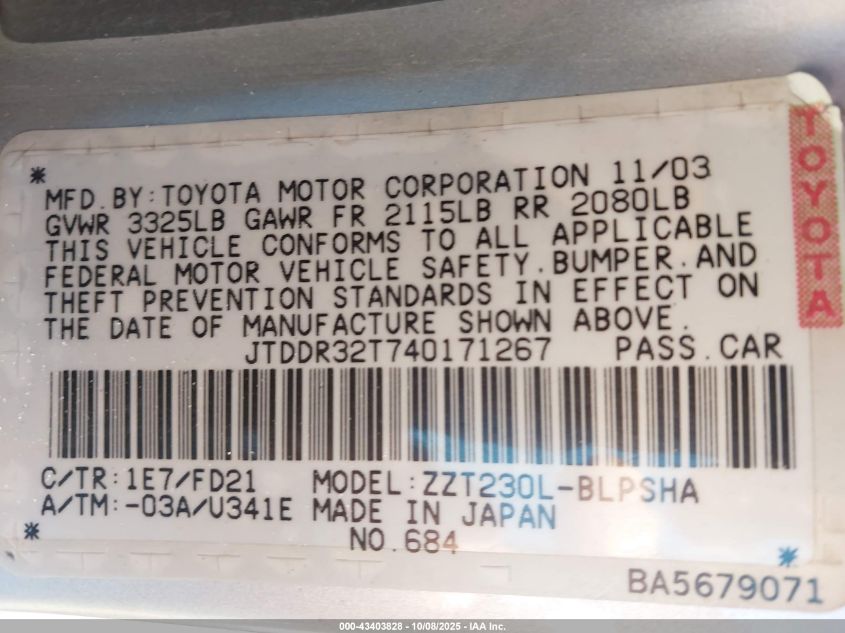 MFD.BY:TOYOTA MOTOR CORPORATION 11/03
GVWR 3325LB GAWR FR 2115LB RR 2080LB
THIS VEHICLE CONFORMS TO ALL APPLICABLE
FEDERAL MOTOR VEHICLE SAFETY.BUMPER.AND
THEFT PREVENTION STANDARDS IN EFFECT ON
THE DATE OF MANUFACTURE SHOWN ABOVE.
JTDDR32T740171267 PASS.CAR
C/TR:1E7/FD21 MODEL:ZZT230L-BLPSHA
A/TM:-03A/U341E MADE IN JAPAN
NO.684
BA5679071
TOYOTA
000-43403828 - 10/08/2025 - IAA Inc.